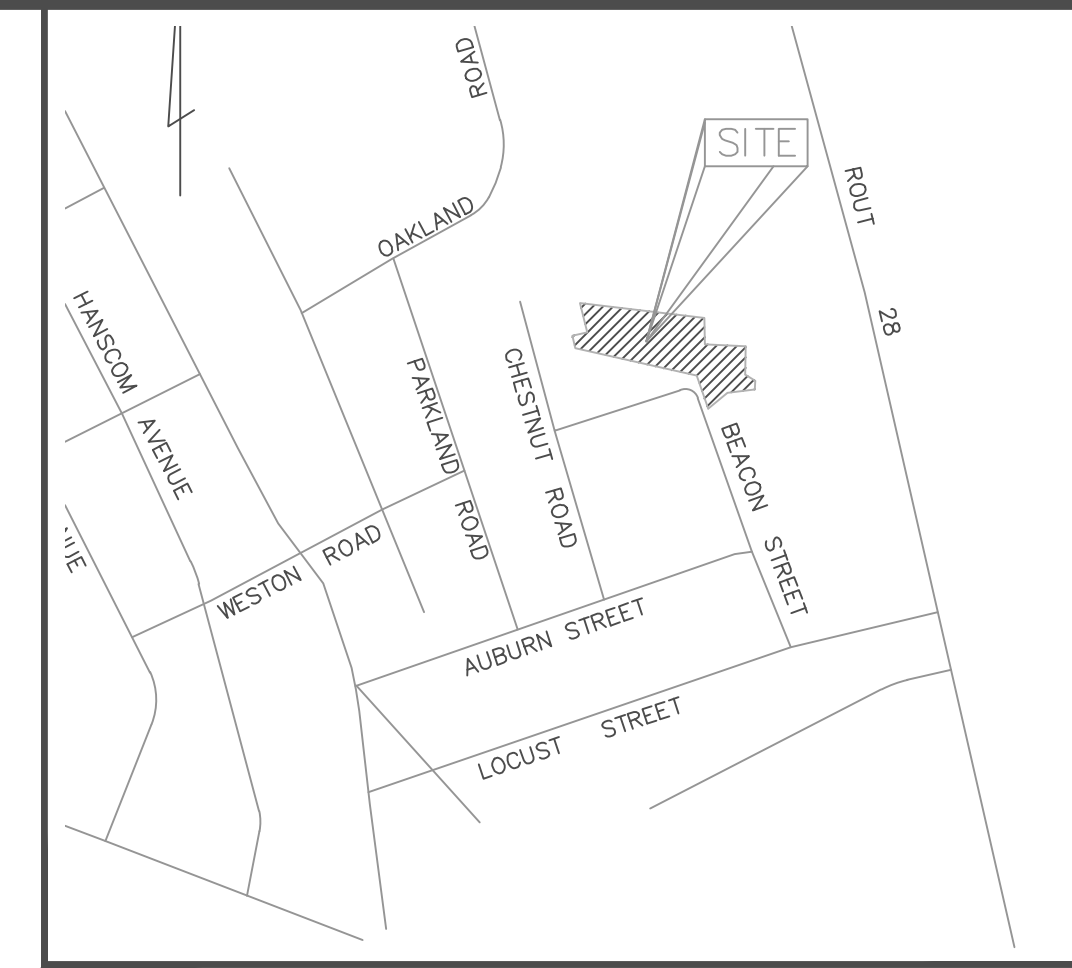 ROAD
SITE
OAKLAND
ROUT
28
HANSCOM
AVENUE
PARKLAND
ROAD
CHESTNUT
ROAD
BEACON
STREET
WESTON ROAD
AUBURN STREET
LOCUST STREET